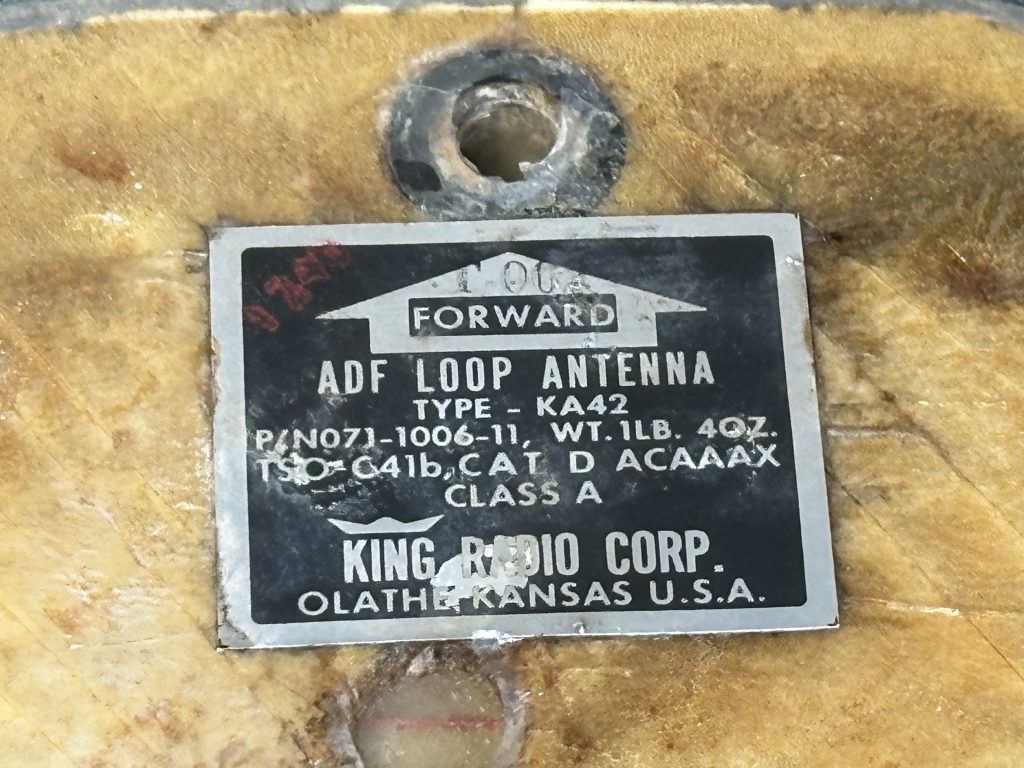 FORWARD
ADF LOOP ANTENNA
TYPE - KA42
P/N071-1006-11, WT.1LB. 4OZ.
TSO-C41b, CAT D ACAAAX
CLASS A
KING RADIO CORP.
OLATHE KANSAS U.S.A.